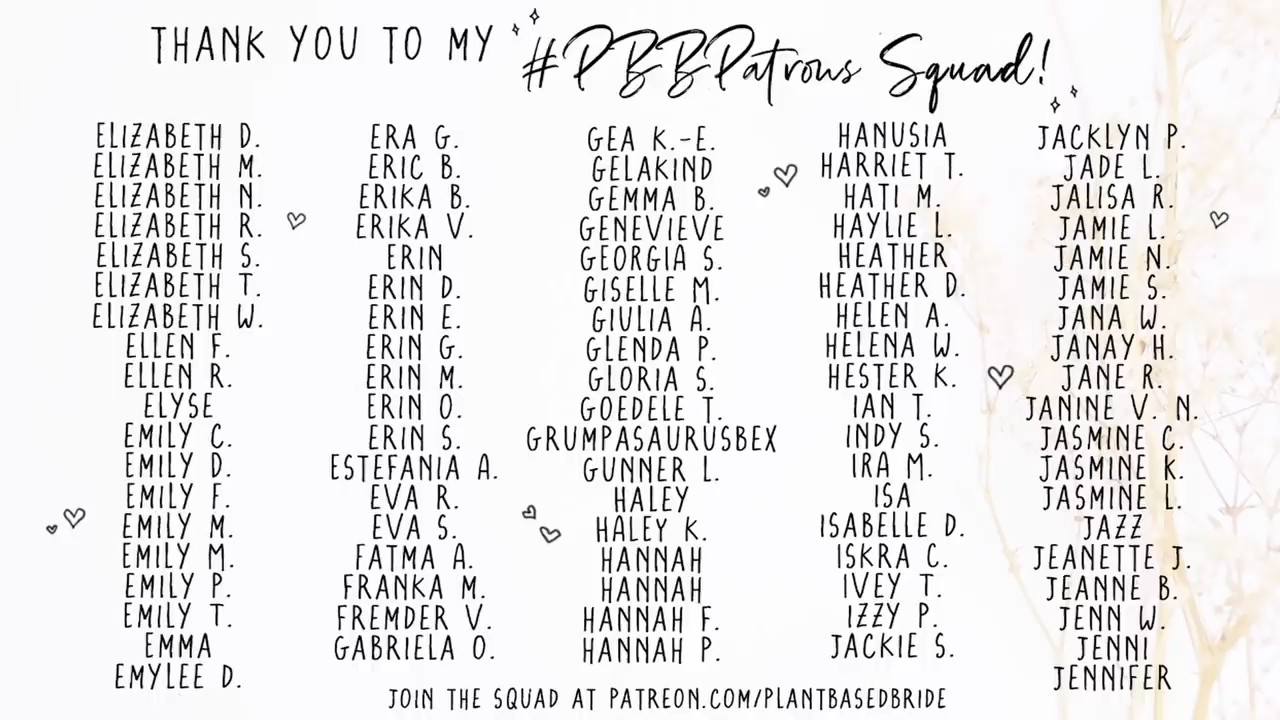 THANK YOU TO MY #PBBPatrons Squad!
ELIZABETH D.
ELIZABETH M.
ELIZABETH N.
ELIZABETH R.
ELIZABETH S.
ELIZABETH T.
ELIZABETH W.
ELLEN F.
ELLEN R.
ELYSE
EMILY C.
EMILY D.
EMILY F.
EMILY M.
EMILY M.
EMILY P.
EMILY T.
EMMA
EMYLEE D.
ERA G.
ERIC B.
ERIKA B.
ERIKA V.
ERIN
ERIN D.
ERIN E.
ERIN G.
ERIN M.
ERIN O.
ERIN S.
ESTEFANIA A.
EVA R.
EVA S.
FATMA A.
FRANKA M.
FREMDER V.
GABRIELA O.
GEA K.-E.
GELAKIND
GEMMA B.
GENEVIEVE
GEORGIA S.
GISELLE M.
GIULIA A.
GLENDA P.
GLORIA S.
GOEDELE T.
GRUMPASAURUSBEX
GUNNER L.
HALEY
HALEY K.
HANNAH
HANNAH
HANNAH F.
HANNAH P.
HANUSIA
HARRIET T.
HATI M.
HAYLIE L.
HEATHER
HEATHER D.
HELEN A.
HELENA W.
HESTER K.
IAN T.
INDY S.
IRA M.
ISA
ISABELLE D.
ISKRA C.
IVEY T.
IZZY P.
JACKIE S.
JACKLYN P.
JADE L.
JALISA R.
JAMIE L.
JAMIE N.
JAMIE S.
JANA W.
JANAY H.
JANE R.
JANINE V. N.
JASMINE C.
JASMINE K.
JASMINE L.
JAZZ
JEANETTE J.
JEANNE B.
JENN W.
JENNI
JENNIFER
JOIN THE SQUAD AT PATREON.COM/PLANTBASEDBRIDE